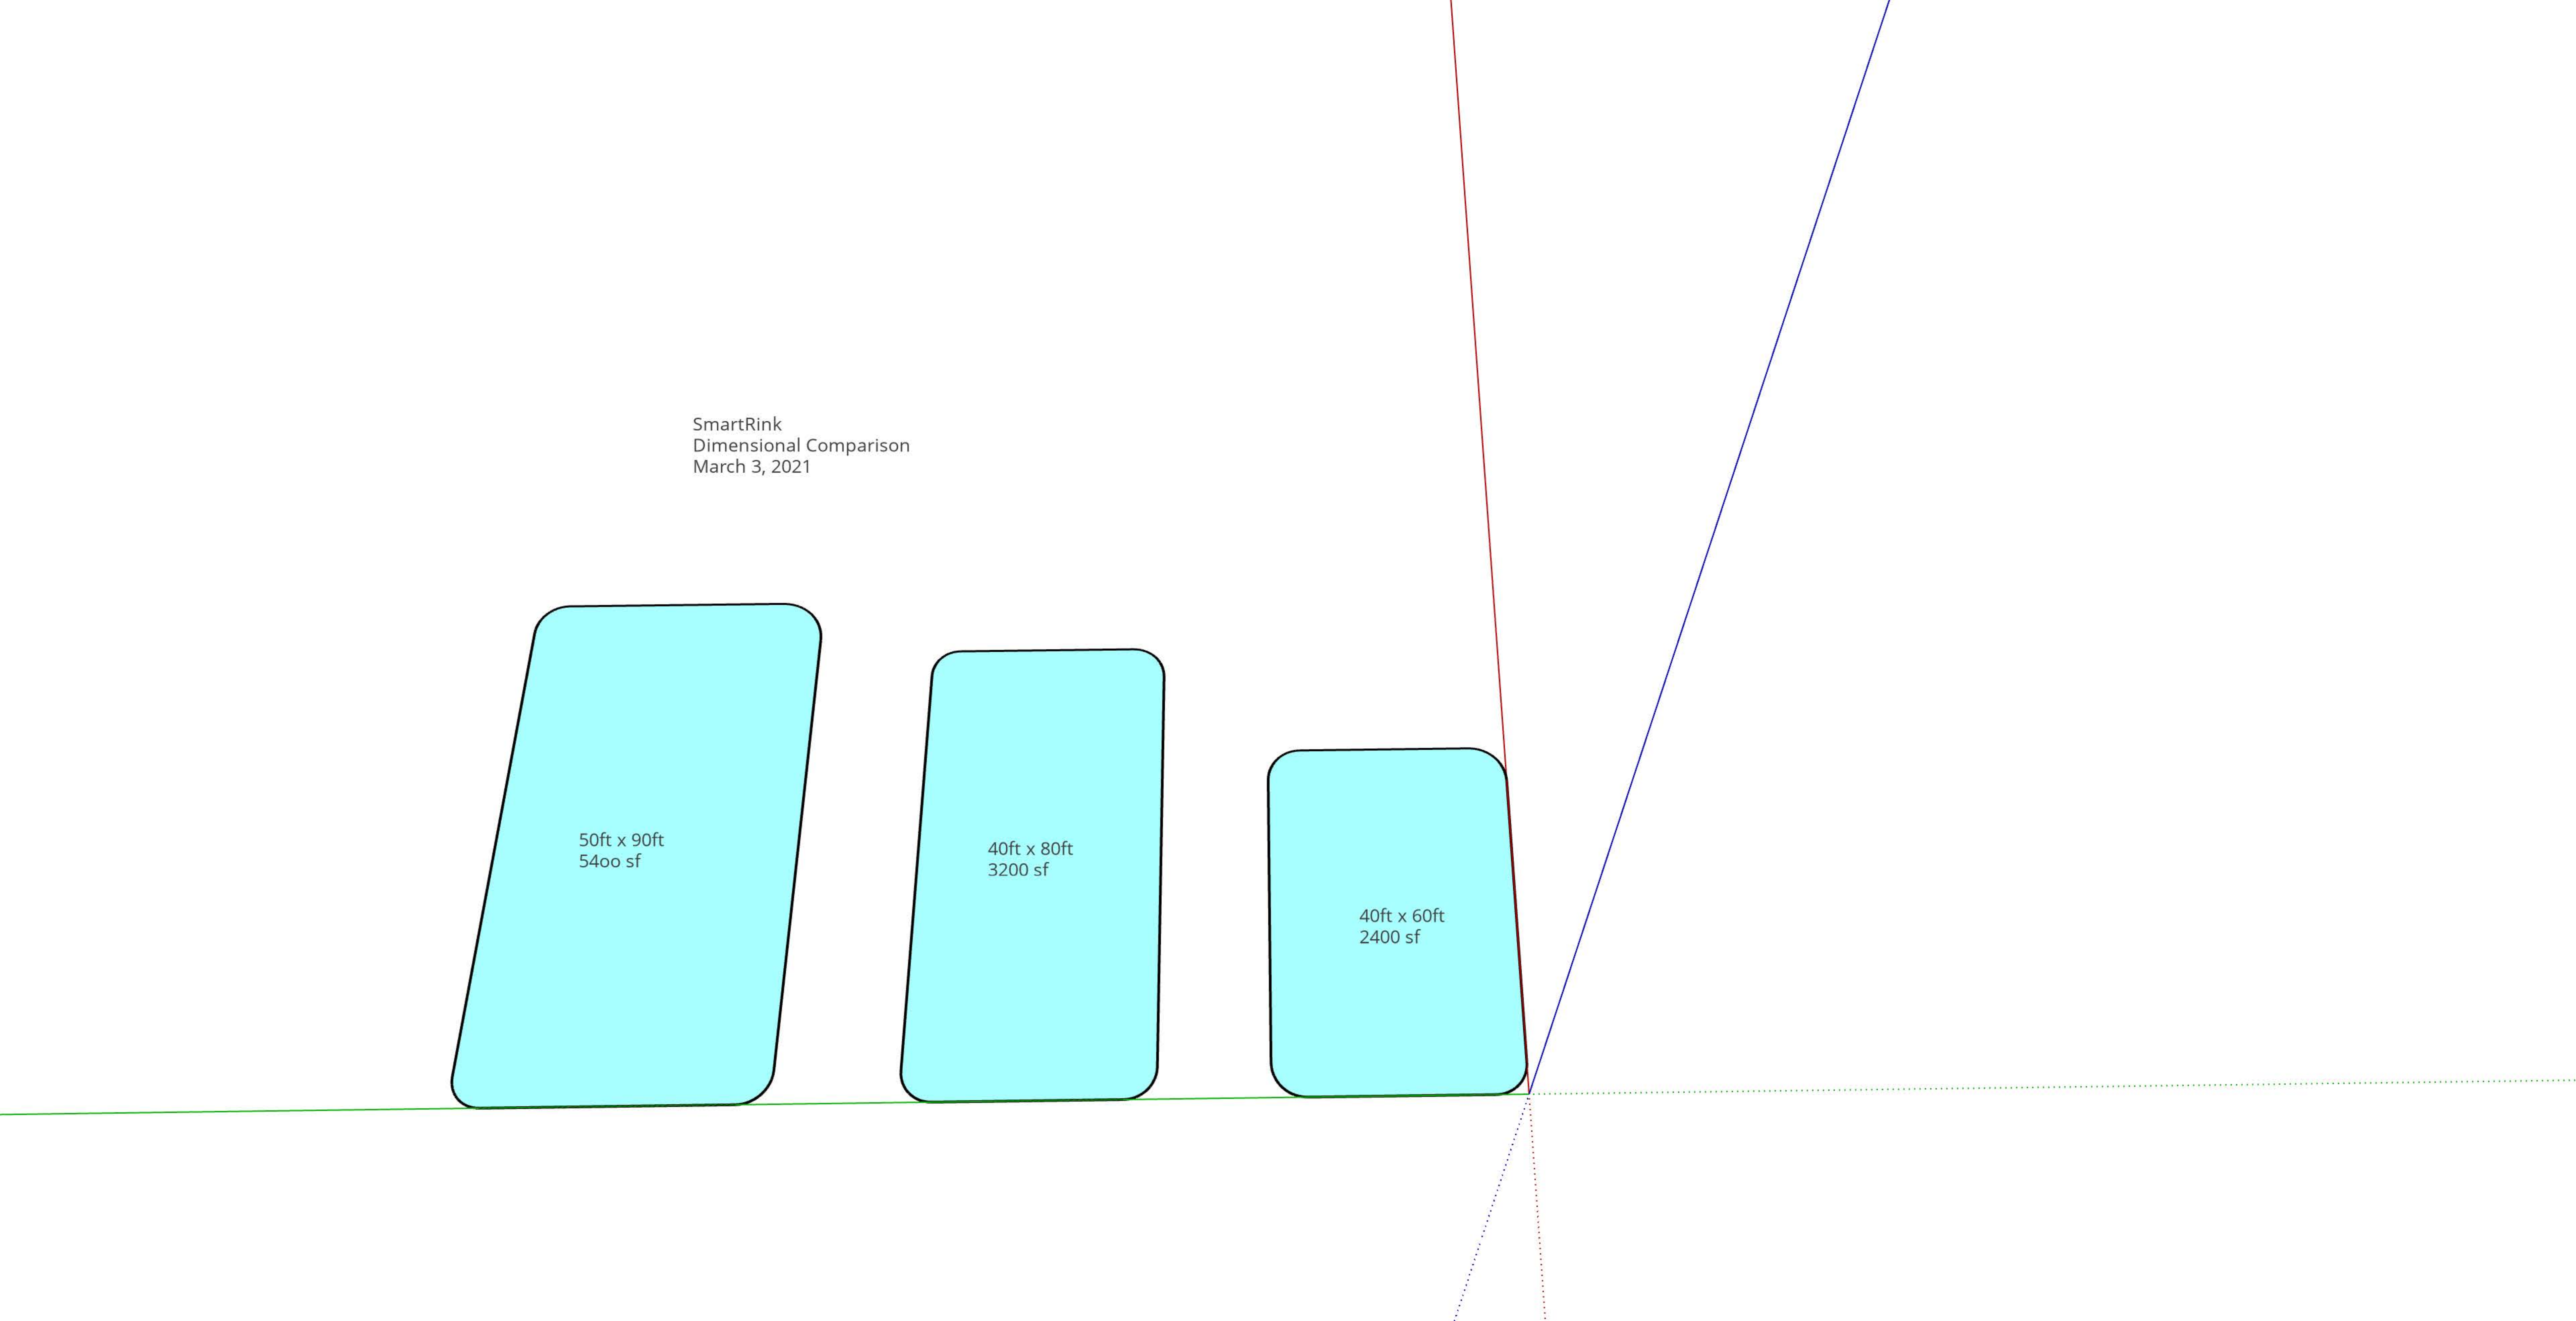 SmartRink
Dimensional Comparison
March 3, 2021
50ft x 90ft
54oo sf
40ft x 80ft
3200 sf
40ft x 60ft
2400 sf